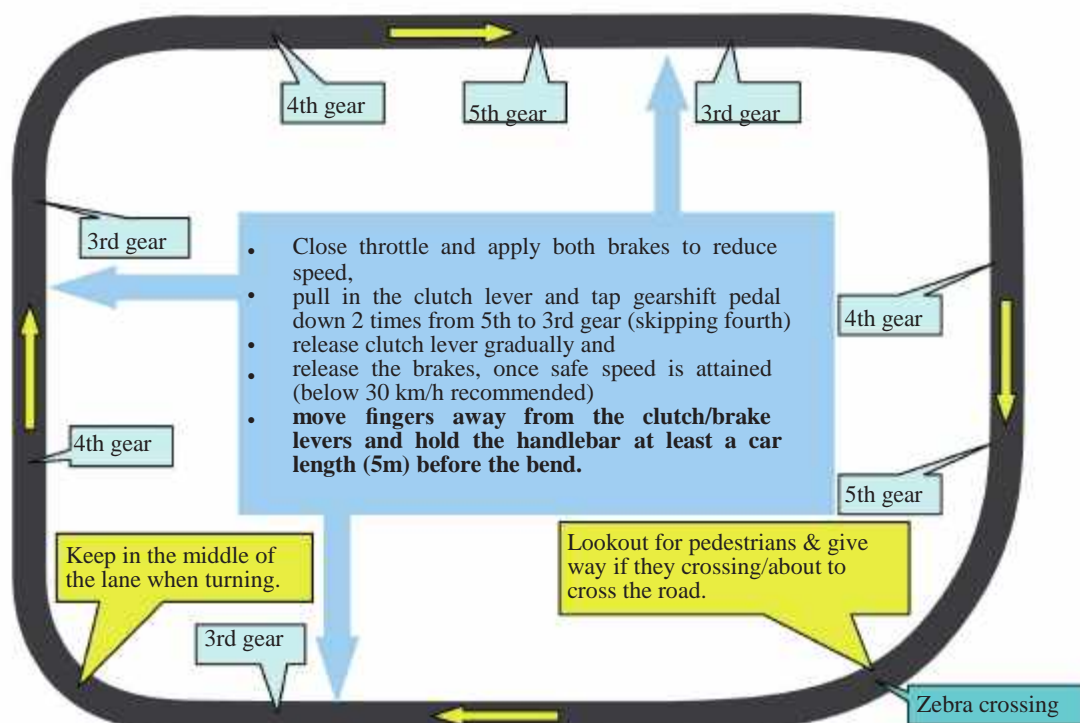 4th gear
5th gear
3rd gear
3rd gear
• Close throttle and apply both brakes to reduce
speed,
• pull in the clutch lever and tap gearshift pedal
down 2 times from 5th to 3rd gear (skipping fourth)
• release clutch lever gradually and
• release the brakes, once safe speed is attained
(below 30 km/h recommended)
• move fingers away from the clutch/brake
levers and hold the handlebar at least a car
length (5m) before the bend.
4th gear
4th gear
5th gear
Keep in the middle of
the lane when turning.
Lookout for pedestrians & give
way if they crossing/about to
cross the road.
3rd gear
Zebra crossing